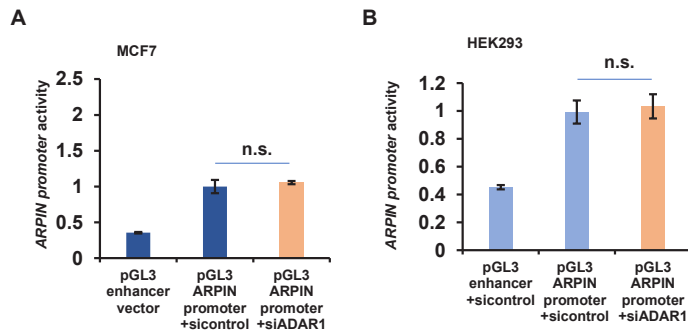 A
MCF7
ARPIN promoter activity
2.5
2
1.5
1
0.5
0
n.s.
pGL3 enhancer vector
pGL3 ARPIN promoter +sicontrol
pGL3 ARPIN promoter +siADAR1
B
HEK293
ARPIN promoter activity
1.2
1
0.8
0.6
0.4
0.2
0
n.s.
pGL3 enhancer +sicontrol
pGL3 ARPIN promoter +sicontrol
pGL3 ARPIN promoter +siADAR1